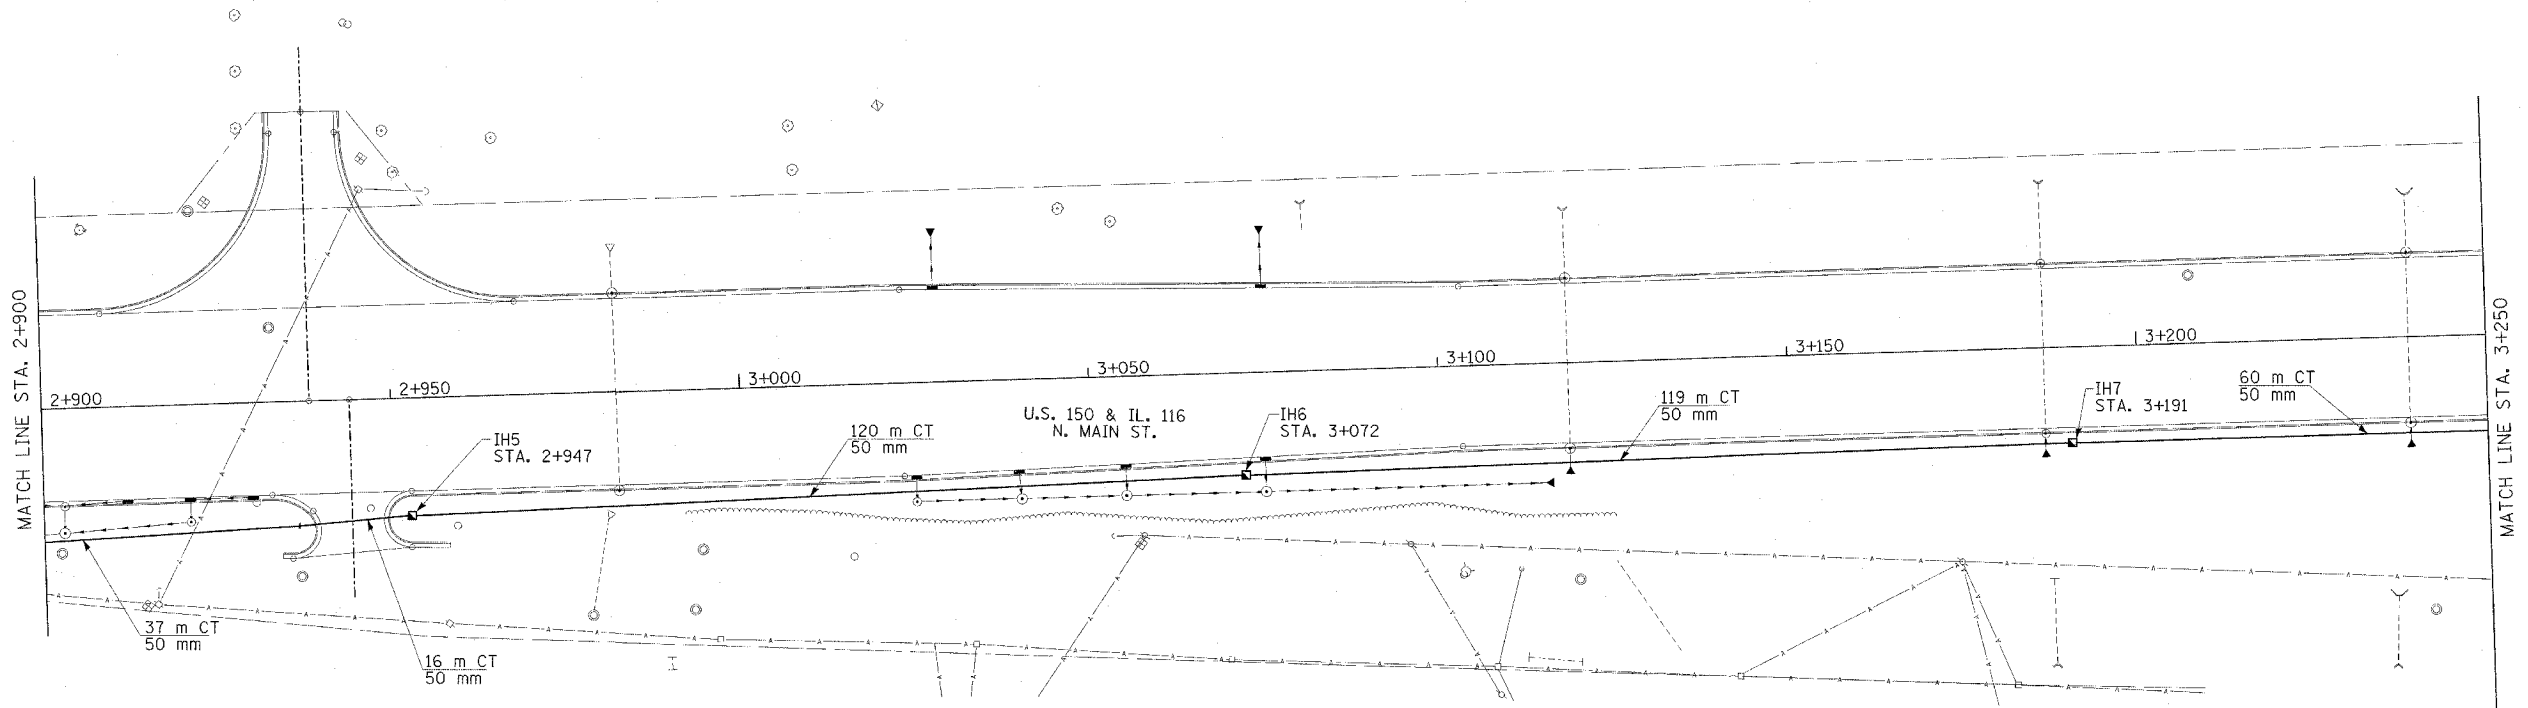 MATCH LINE STA. 2+900
2+900
2+950
3+000
3+050
3+100
3+150
3+200
MATCH LINE STA. 3+250
IH5
STA. 2+947
120 m CT
50 mm
U.S. 150 & IL. 116
N. MAIN ST.
IH6
STA. 3+072
119 m CT
50 mm
IH7
STA. 3+191
60 m CT
50 mm
37 m CT
50 mm
16 m CT
50 mm